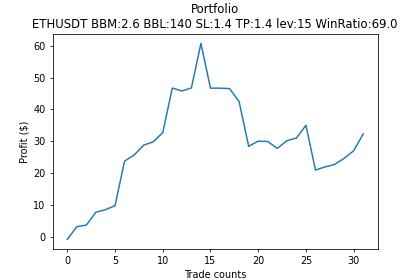 Portfolio
ETHUSDT BBM:2.6 BBL:140 SL:1.4 TP:1.4 lev:15 WinRatio:69.0
60
50
40
30
20
10
0
Profit ($)
0 5 10 15 20 25 30
Trade counts